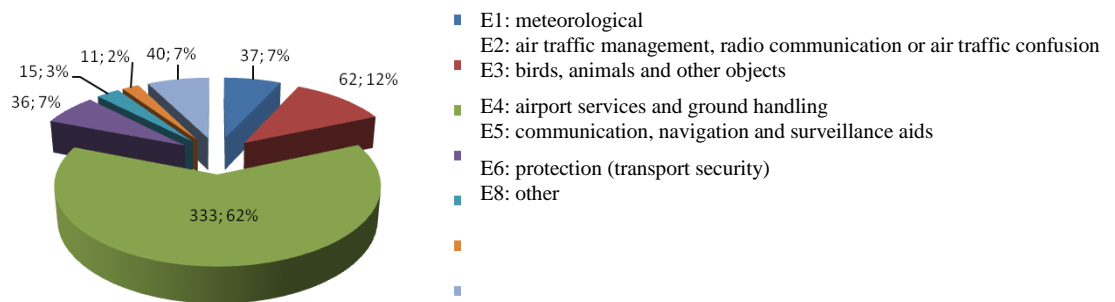 40; 7%
37; 7%
11; 2%
15; 3%
62; 12%
36; 7%
333; 62%
E1: meteorological
E2: air traffic management, radio communication or air traffic confusion
E3: birds, animals and other objects
E4: airport services and ground handling
E5: communication, navigation and surveillance aids
E6: protection (transport security)
E8: other